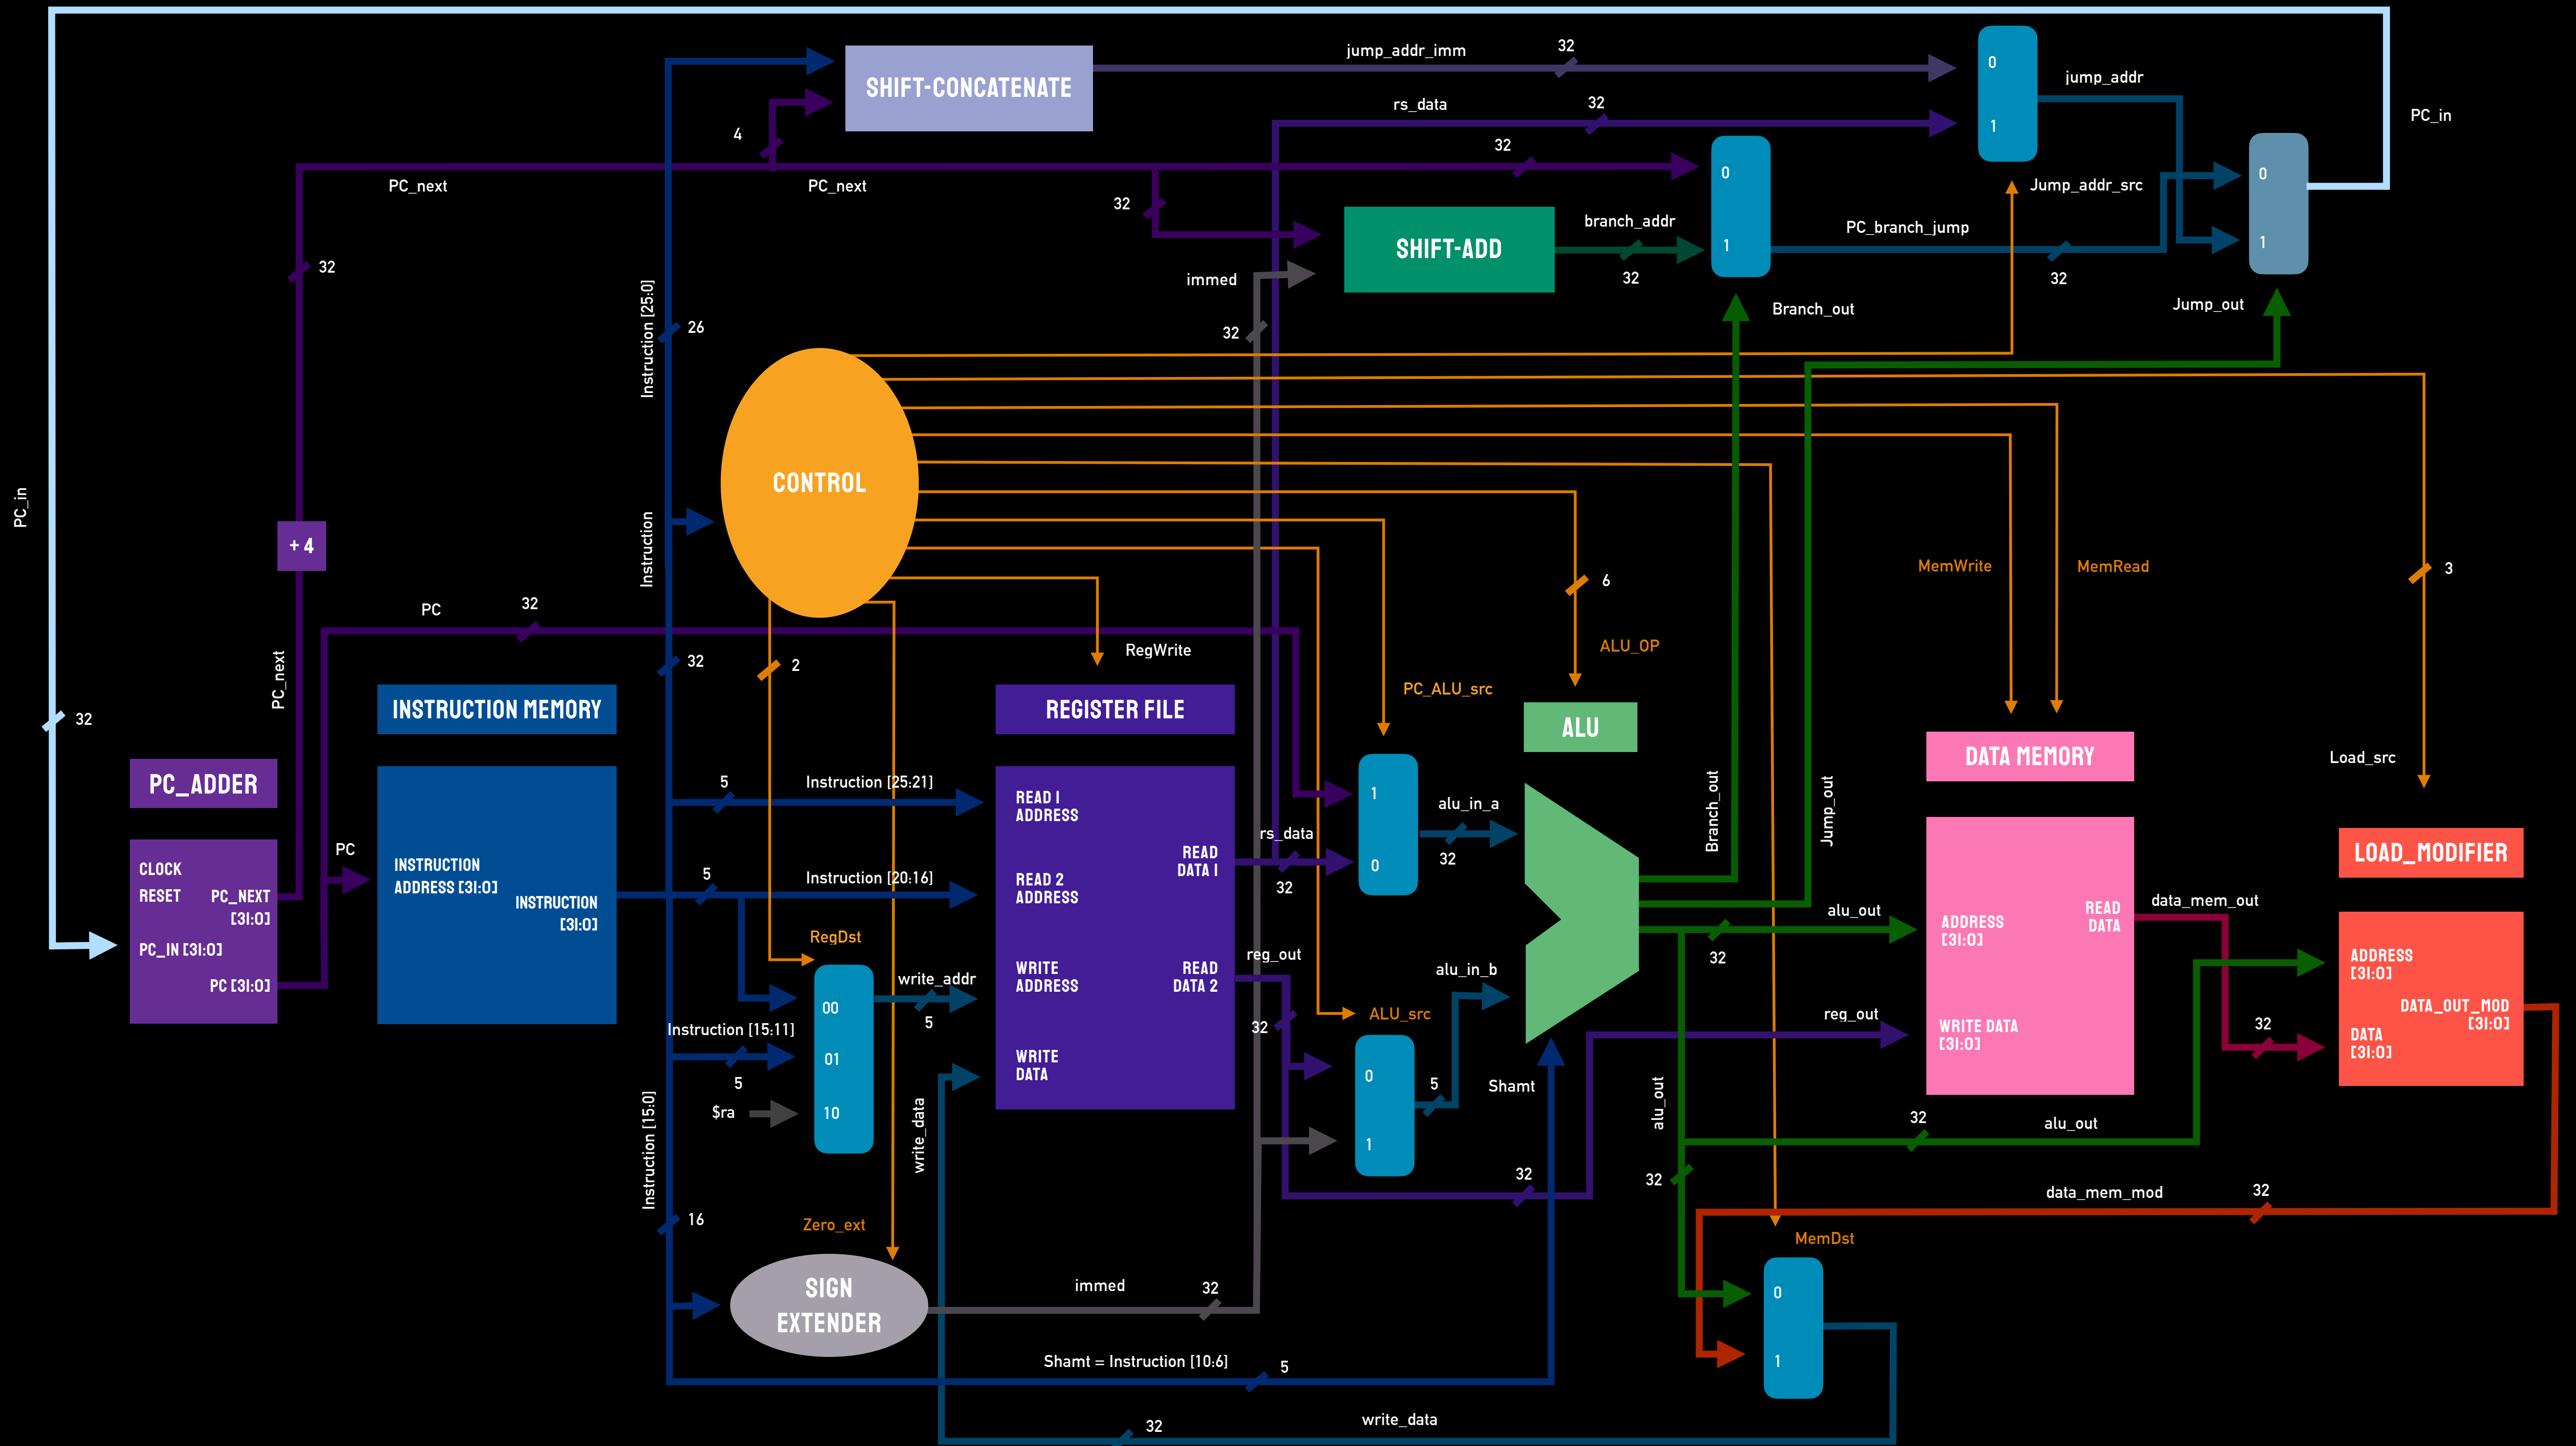 jump_addr_imm
32
0
jump_addr
SHIFT-CONCATENATE
rs_data
32
1
PC_in
4
32
PC_next
PC_next
0
Jump_addr_src
0
32
branch_addr
PC_branch_jump
SHIFT-ADD
1
1
32
immed
32
32
Branch_out
Jump_out
Instruction [25:0]
26
32
CONTROL
PC_in
+ 4
Instruction
MemWrite
MemRead
3
6
PC
32
RegWrite
ALU_OP
PC_next
32
2
PC_ALU_src
INSTRUCTION MEMORY
REGISTER FILE
ALU
32
DATA MEMORY
Load_src
PC_ADDER
5
Instruction [25:21]
READ 1
ADDRESS
1
alu_in_a
32
0
Branch_out
Jump_out
rs_data
32
READ
DATA 1
LOAD_MODIFIER
CLOCK
RESET
PC_NEXT
[31:0]
PC_IN [31:0]
PC [31:0]
PC
INSTRUCTION
ADDRESS [31:0]
INSTRUCTION
[31:0]
5
Instruction [20:16]
READ 2
ADDRESS
alu_out
32
ADDRESS
[31:0]
READ
DATA
data_mem_out
RegDst
write_addr
5
WRITE
ADDRESS
READ
DATA 2
reg_out
32
alu_in_b
ADDRESS
[31:0]
DATA_OUT_MOD
[31:0]
DATA
[31:0]
32
00
01
10
Instruction [15:11]
5
$ra
ALU_src
0
1
5
Shamt
reg_out
WRITE DATA
[31:0]
WRITE
DATA
write_data
alu_out
32
alu_out
Instruction [15:0]
16
32
32
data_mem_mod
32
Zero_ext
MemDst
SIGN
EXTENDER
immed
32
0
1
Shamt = Instruction [10:6]
5
write_data
32